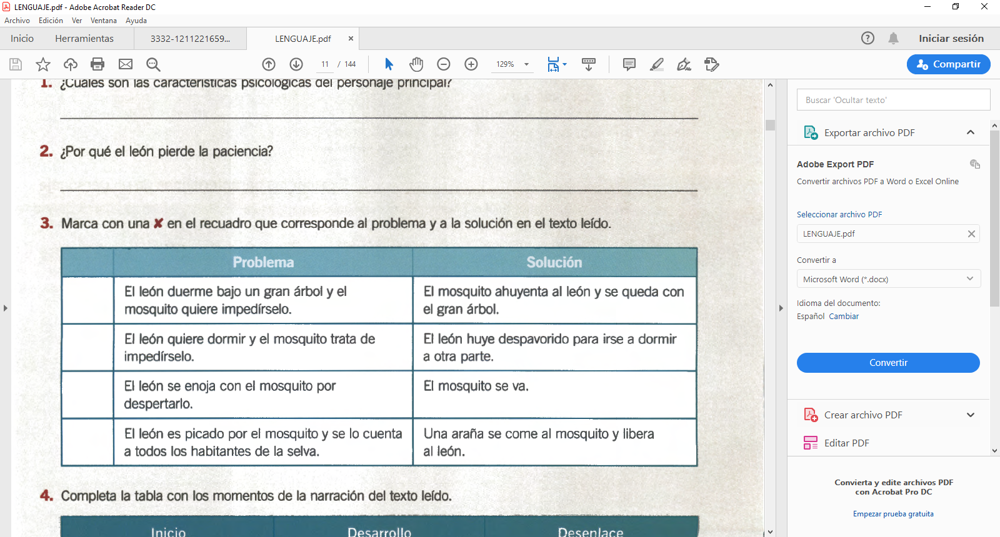 LENGUAJE.pdf - Adobe Acrobat Reader DC
Archivo Edición Ver Ventana Ayuda
Inicio Herramientas 3332-1211221659... LENGUAJE.pdf × Iniciar sesión
11 / 144 129% Compartir
1. ¿Cuáles son las características psicológicas del personaje principal?
2. ¿Por qué el león pierde la paciencia?
3. Marca con una ✘ en el recuadro que corresponde al problema y a la solución en el texto leído.
Problema Solución
El león duerme bajo un gran árbol y el
mosquito quiere impedírselo.
El mosquito ahuyenta al león y se queda con
el gran árbol.
El león quiere dormir y el mosquito trata de
impedírselo.
El león huye despavorido para irse a dormir
a otra parte.
El león se enoja con el mosquito por
despertarlo.
El mosquito se va.
El león es picado por el mosquito y se lo cuenta
a todos los habitantes de la selva.
Una araña se come al mosquito y libera
al león.
4. Completa la tabla con los momentos de la narración del texto leído.
Inicio Desarrollo Desenlace
Buscar 'Ocultar texto'
Exportar archivo PDF
Adobe Export PDF
Convertir archivos PDF a Word o Excel Online
Seleccionar archivo PDF
LENGUAJE.pdf
Convertir a
Microsoft Word (*.docx)
Idioma del documento:
Español Cambiar
Convertir
Crear archivo PDF
Editar PDF
Convierta y edite archivos PDF
con Acrobat Pro DC
Empezar prueba gratuita